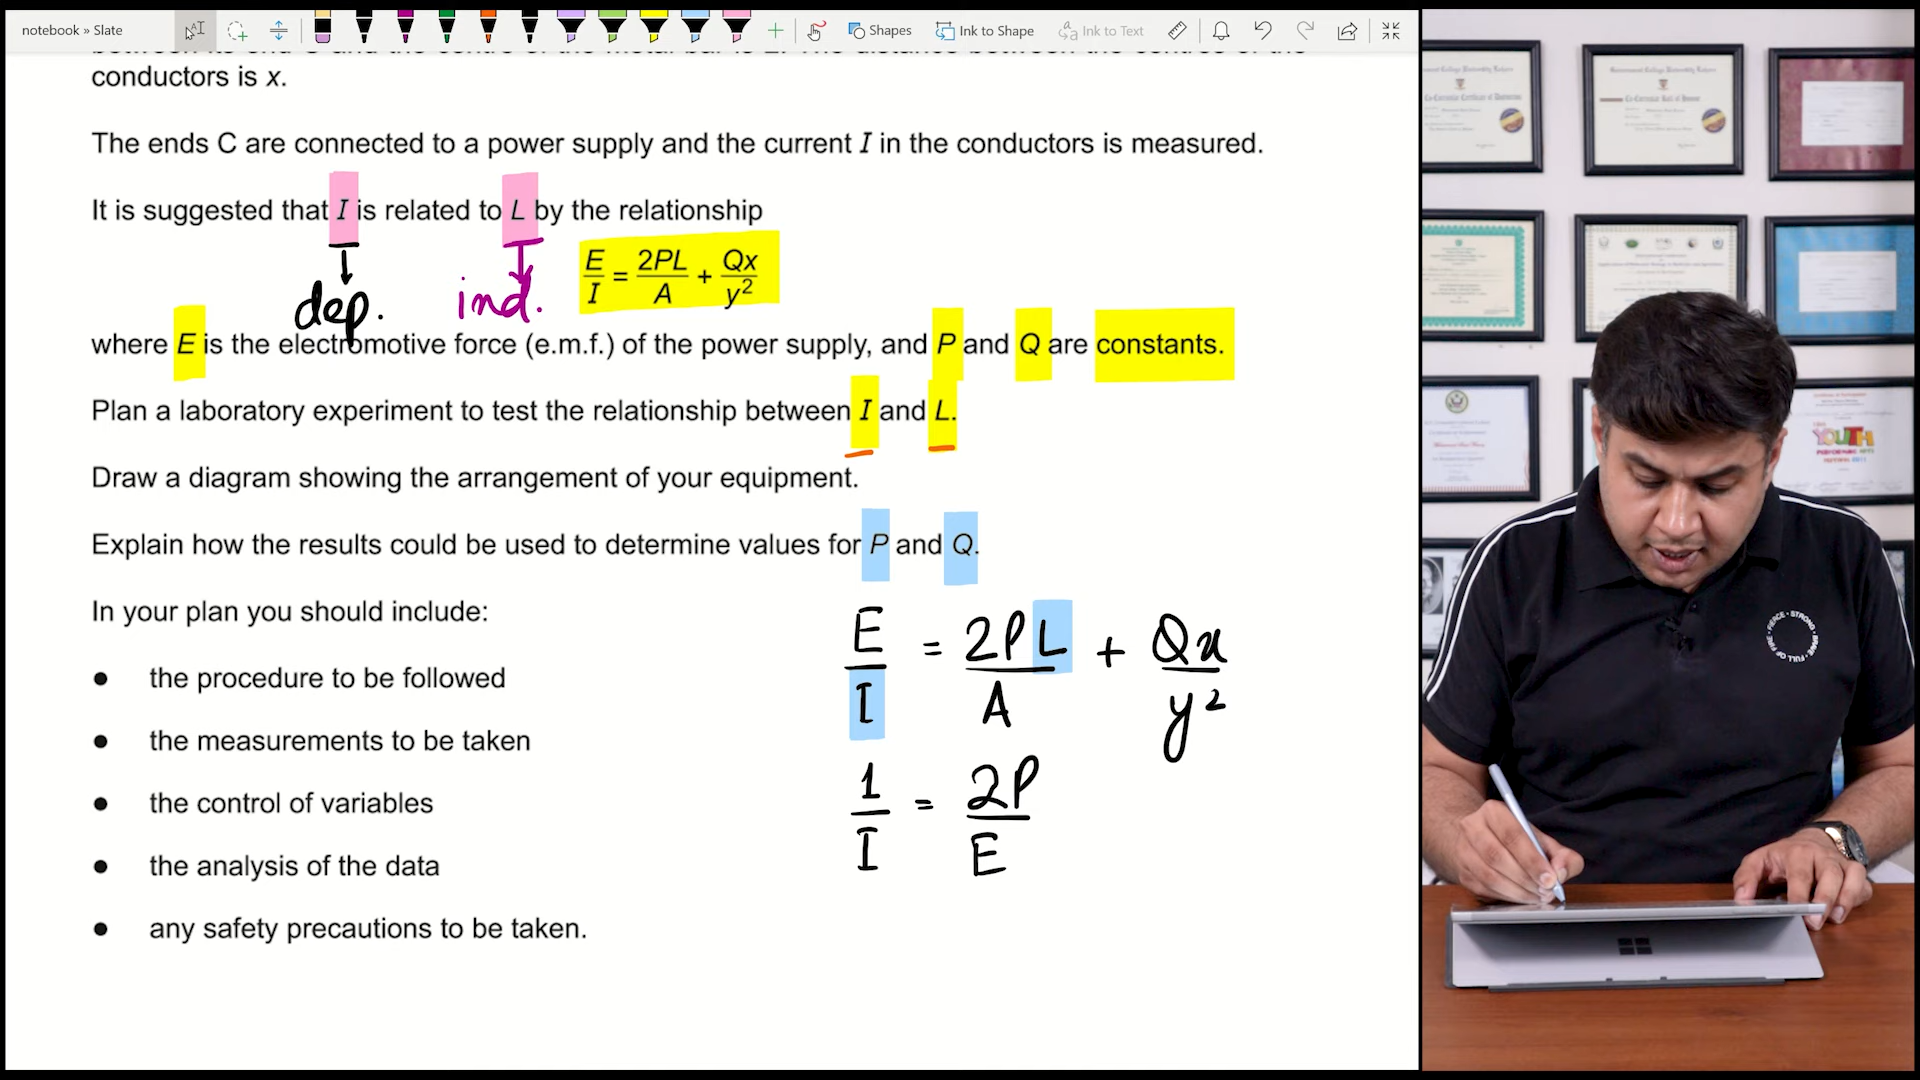 notebook » Slate
Shapes
Ink to Shape
Ink to Text
conductors is x.
The ends C are connected to a power supply and the current I in the conductors is measured.
It is suggested that I is related to L by the relationship
dep.
ind.
E/I = 2PL/A + Qx/y²
where E is the electromotive force (e.m.f.) of the power supply, and P and Q are constants.
Plan a laboratory experiment to test the relationship between I and L.
Draw a diagram showing the arrangement of your equipment.
Explain how the results could be used to determine values for P and Q.
In your plan you should include:
● the procedure to be followed
● the measurements to be taken
● the control of variables
● the analysis of the data
● any safety precautions to be taken.
E/I = 2PL/A + Qx/y²
1/I = 2P/E
YOUTH
FIERCE · STRONG
FULL OF FIRE